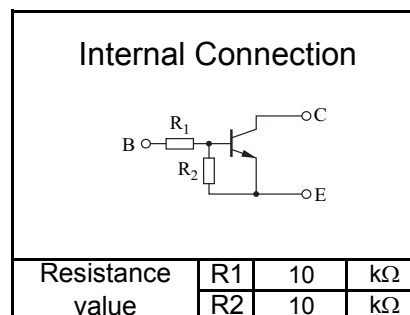 Internal Connection
C
R1
B
R2
E
Resistance value R1 10 kΩ
R2 10 kΩ